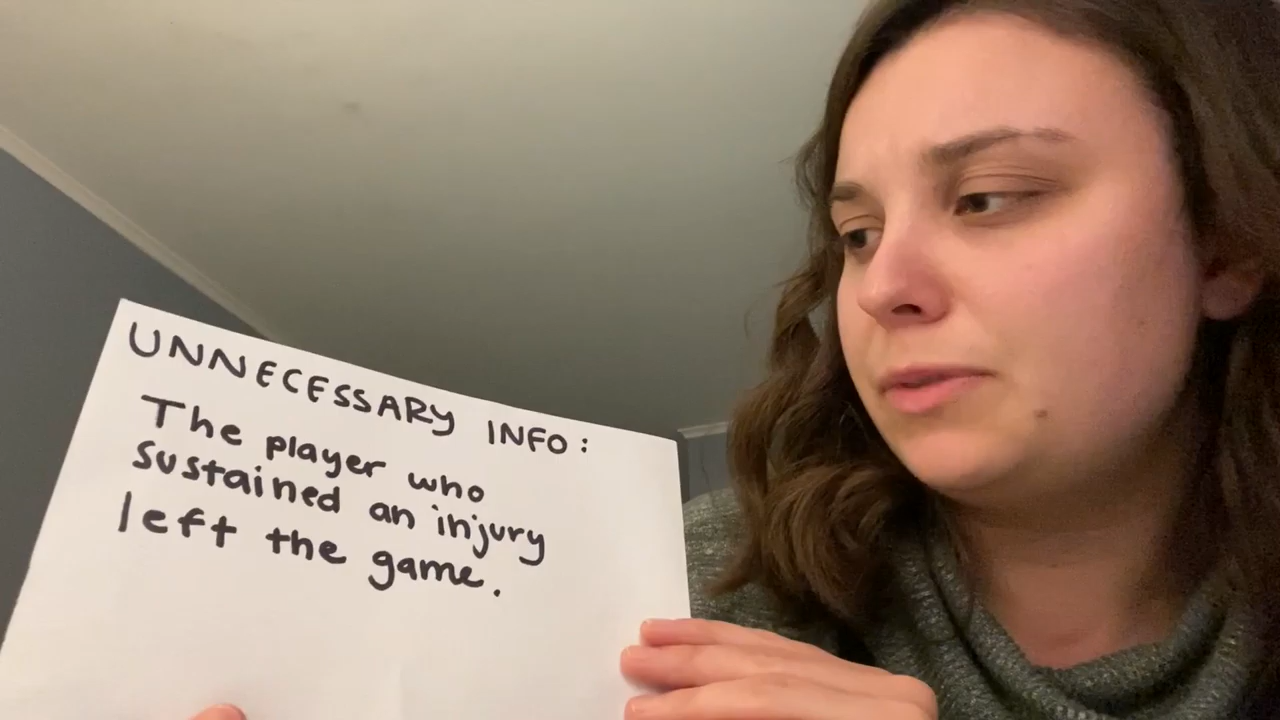 UNNECESSARY INFO:
The player who
sustained an injury
left the game.